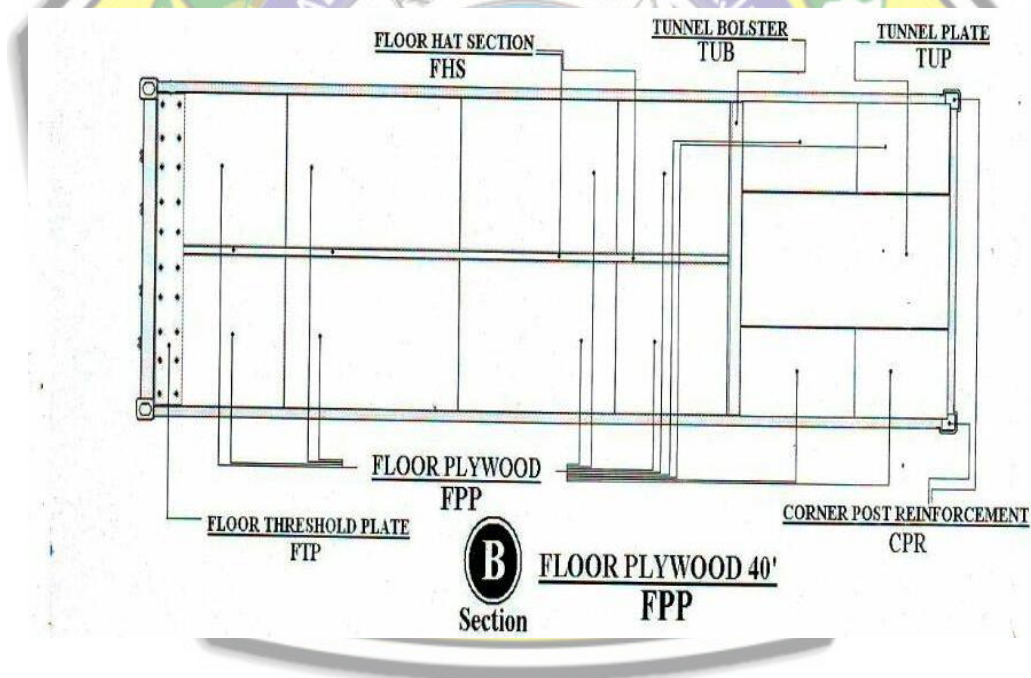 FLOOR HAT SECTION
FHS
TUNNEL BOLSTER
TUB
TUNNEL PLATE
TUP
FLOOR PLYWOOD
FPP
FLOOR THRESHOLD PLATE
FTP
CORNER POST REINFORCEMENT
CPR
B
Section
FLOOR PLYWOOD 40'
FPP